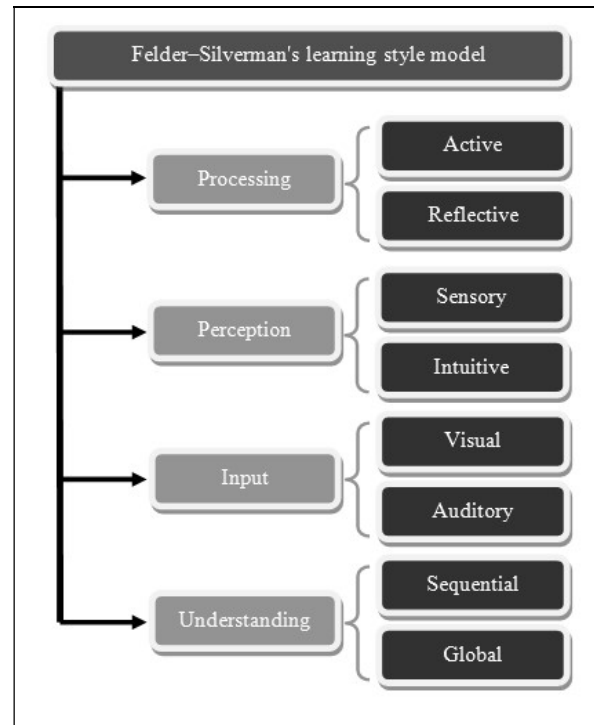 Felder–Silverman's learning style model
Processing
Active
Reflective
Perception
Sensory
Intuitive
Input
Visual
Auditory
Understanding
Sequential
Global